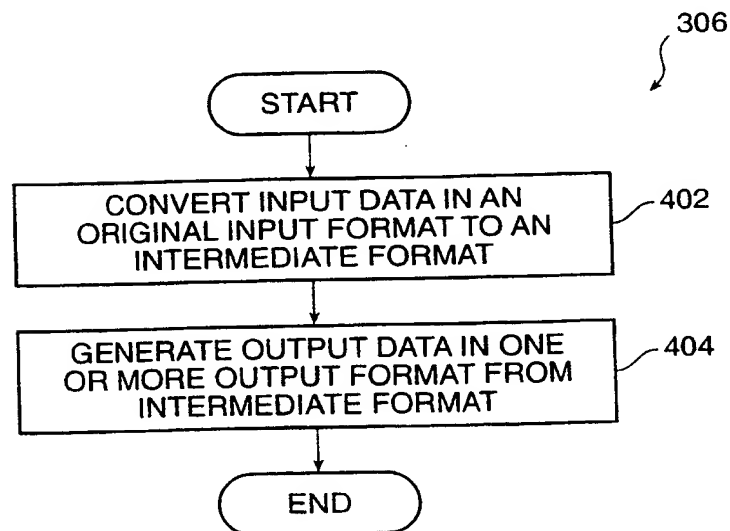 306
START
CONVERT INPUT DATA IN AN
ORIGINAL INPUT FORMAT TO AN
INTERMEDIATE FORMAT
402
GENERATE OUTPUT DATA IN ONE
OR MORE OUTPUT FORMAT FROM
INTERMEDIATE FORMAT
404
END